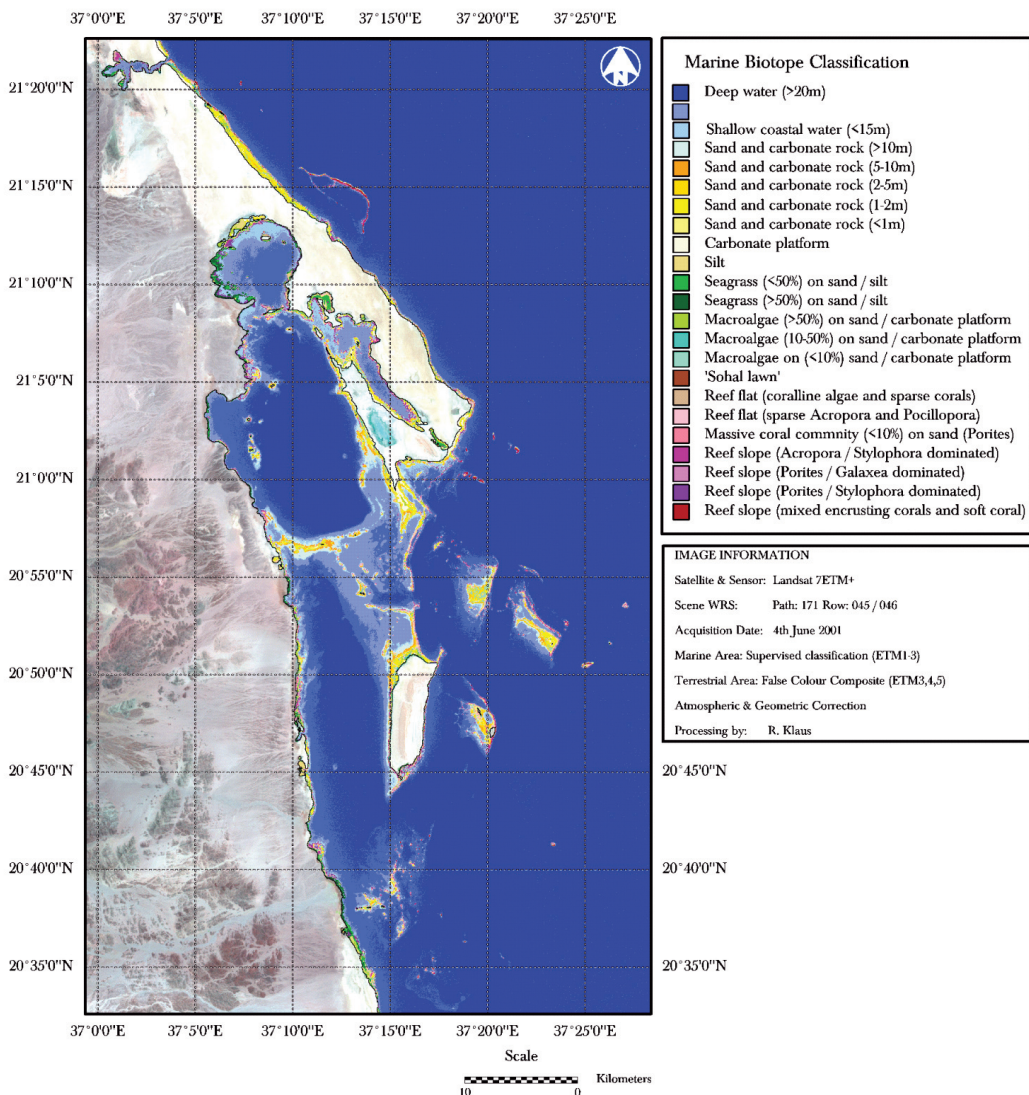 37°0'0"E 37°5'0"E 37°10'0"E 37°15'0"E 37°20'0"E 37°25'0"E
21°20'0"N
21°15'0"N
21°10'0"N
21°5'0"N
21°0'0"N
20°55'0"N
20°50'0"N
20°45'0"N
20°40'0"N
20°35'0"N
N
Marine Biotope Classification
Deep water (>20m)
Shallow coastal water (<15m)
Sand and carbonate rock (>10m)
Sand and carbonate rock (5-10m)
Sand and carbonate rock (2-5m)
Sand and carbonate rock (1-2m)
Sand and carbonate rock (<1m)
Carbonate platform
Silt
Seagrass (<50%) on sand / silt
Seagrass (>50%) on sand / silt
Macroalgae (>50%) on sand / carbonate platform
Macroalgae (10-50%) on sand / carbonate platform
Macroalgae on (<10%) sand / carbonate platform
'Sohal lawn'
Reef flat (coralline algae and sparse corals)
Reef flat (sparse Acropora and Pocillopora)
Massive coral commnity (<10%) on sand (Porites)
Reef slope (Acropora / Stylophora dominated)
Reef slope (Porites / Galaxea dominated)
Reef slope (Porites / Stylophora dominated)
Reef slope (mixed encrusting corals and soft coral)
IMAGE INFORMATION
Satellite & Sensor: Landsat 7ETM+
Scene WRS: Path: 171 Row: 045 / 046
Acquisition Date: 4th June 2001
Marine Area: Supervised classification (ETM1-3)
Terrestrial Area: False Colour Composite (ETM3,4,5)
Atmospheric & Geometric Correction
Processing by: R. Klaus
20°45'0"N
20°40'0"N
20°35'0"N
37°0'0"E 37°5'0"E 37°10'0"E 37°15'0"E 37°20'0"E 37°25'0"E
Scale
Kilometers
10 0